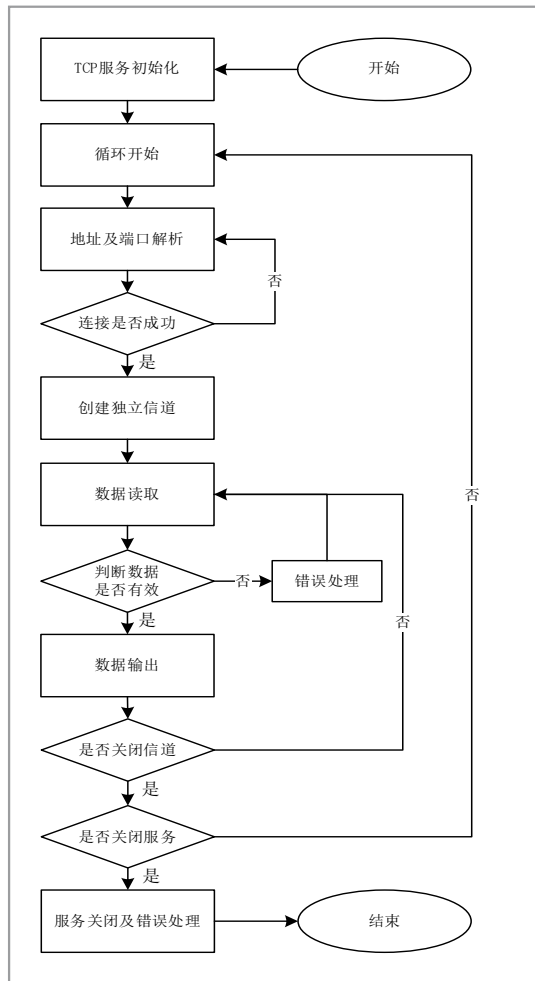 TCP服务初始化
开始
循环开始
地址及端口解析
否
连接是否成功
是
创建独立信道
数据读取
否
判断数据
是否有效
否
错误处理
是
否
数据输出
是否关闭信道
是
是否关闭服务
是
服务关闭及错误处理
结束